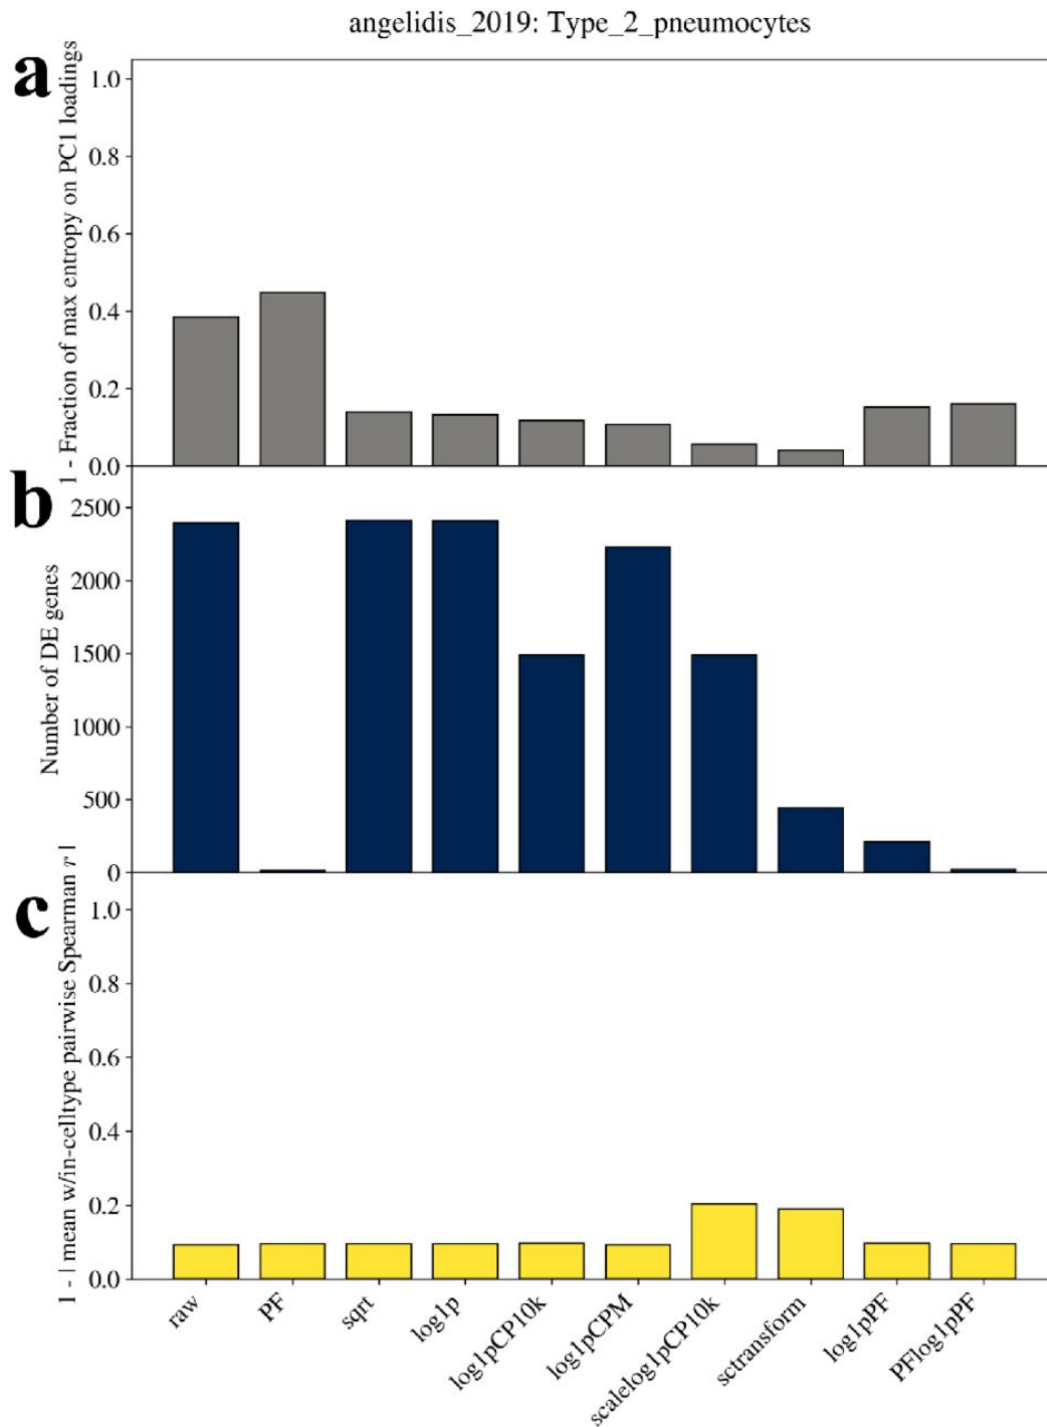 angelidis_2019: Type_2_pneumocytes
a
1 - Fraction of max entropy on PC1 loadings
1.0
0.8
0.6
0.4
0.2
0.0
b
Number of DE genes
2500
2000
1500
1000
500
0
c
1 - | mean w/in-celltype pairwise Spearman r |
1.0
0.8
0.6
0.4
0.2
0.0
raw
PF
sqrt
log1p
log1pCP10k
log1pCPM
scalelog1pCP10k
sctransform
log1pPF
PFlog1pPF